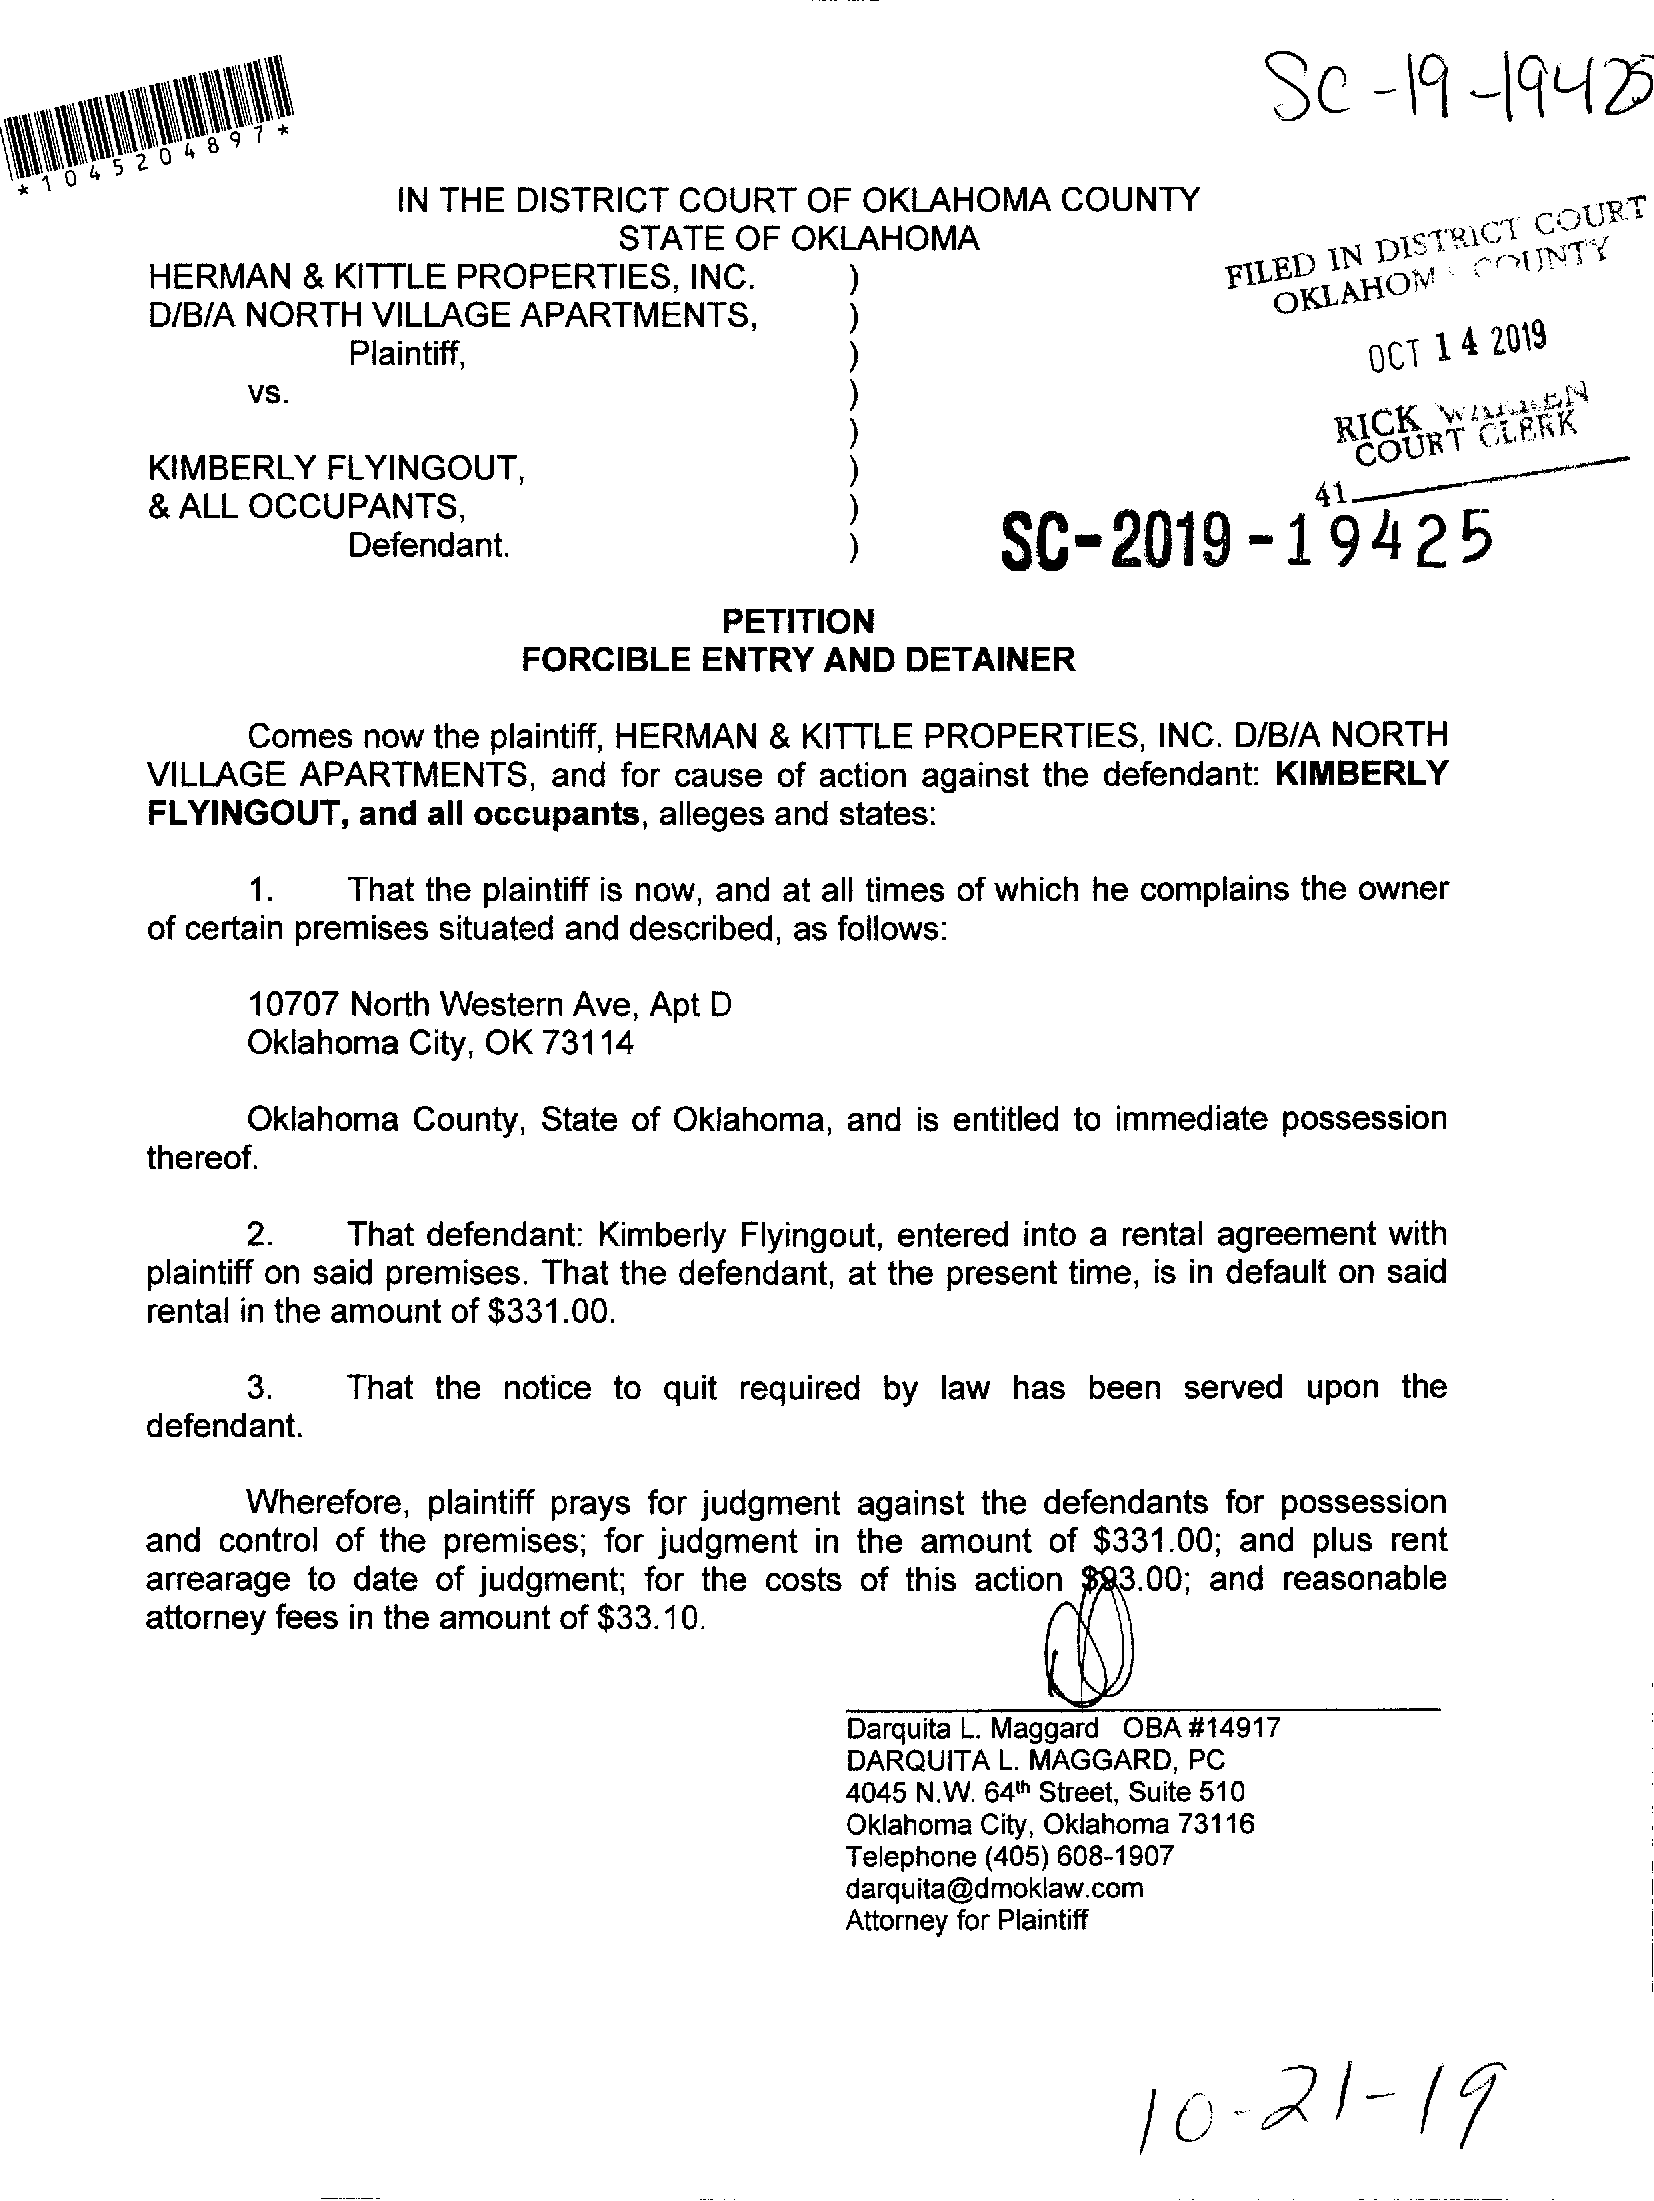 SC-19-19425
*1045204897*
IN THE DISTRICT COURT OF OKLAHOMA COUNTY
STATE OF OKLAHOMA
FILED IN DISTRICT COURT
OKLAHOMA COUNTY
OCT 14 2019
RICK WARREN
COURT CLERK
41
HERMAN & KITTLE PROPERTIES, INC. )
D/B/A NORTH VILLAGE APARTMENTS, )
Plaintiff, )
vs. )
)
KIMBERLY FLYINGOUT, )
& ALL OCCUPANTS, )
Defendant. )
SC-2019-19425
PETITION
FORCIBLE ENTRY AND DETAINER
Comes now the plaintiff, HERMAN & KITTLE PROPERTIES, INC. D/B/A NORTH
VILLAGE APARTMENTS, and for cause of action against the defendant: KIMBERLY
FLYINGOUT, and all occupants, alleges and states:
1. That the plaintiff is now, and at all times of which he complains the owner
of certain premises situated and described, as follows:
10707 North Western Ave, Apt D
Oklahoma City, OK 73114
Oklahoma County, State of Oklahoma, and is entitled to immediate possession
thereof.
2. That defendant: Kimberly Flyingout, entered into a rental agreement with
plaintiff on said premises. That the defendant, at the present time, is in default on said
rental in the amount of $331.00.
3. That the notice to quit required by law has been served upon the
defendant.
Wherefore, plaintiff prays for judgment against the defendants for possession
and control of the premises; for judgment in the amount of $331.00; and plus rent
arrearage to date of judgment; for the costs of this action and reasonable
attorney fees in the amount of $33.10.
Darquita L. Maggard OBA #14917
DARQUITA L. MAGGARD, PC
4045 N.W. 64th Street, Suite 510
Oklahoma City, Oklahoma 73116
Telephone (405) 608-1907
darquita@dmoklaw.com
Attorney for Plaintiff
10-21-19